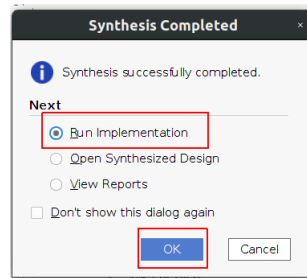 Synthesis Completed
×
Synthesis successfully completed.
Next
Run Implementation
Open Synthesized Design
View Reports
Don't show this dialog again
OK
Cancel